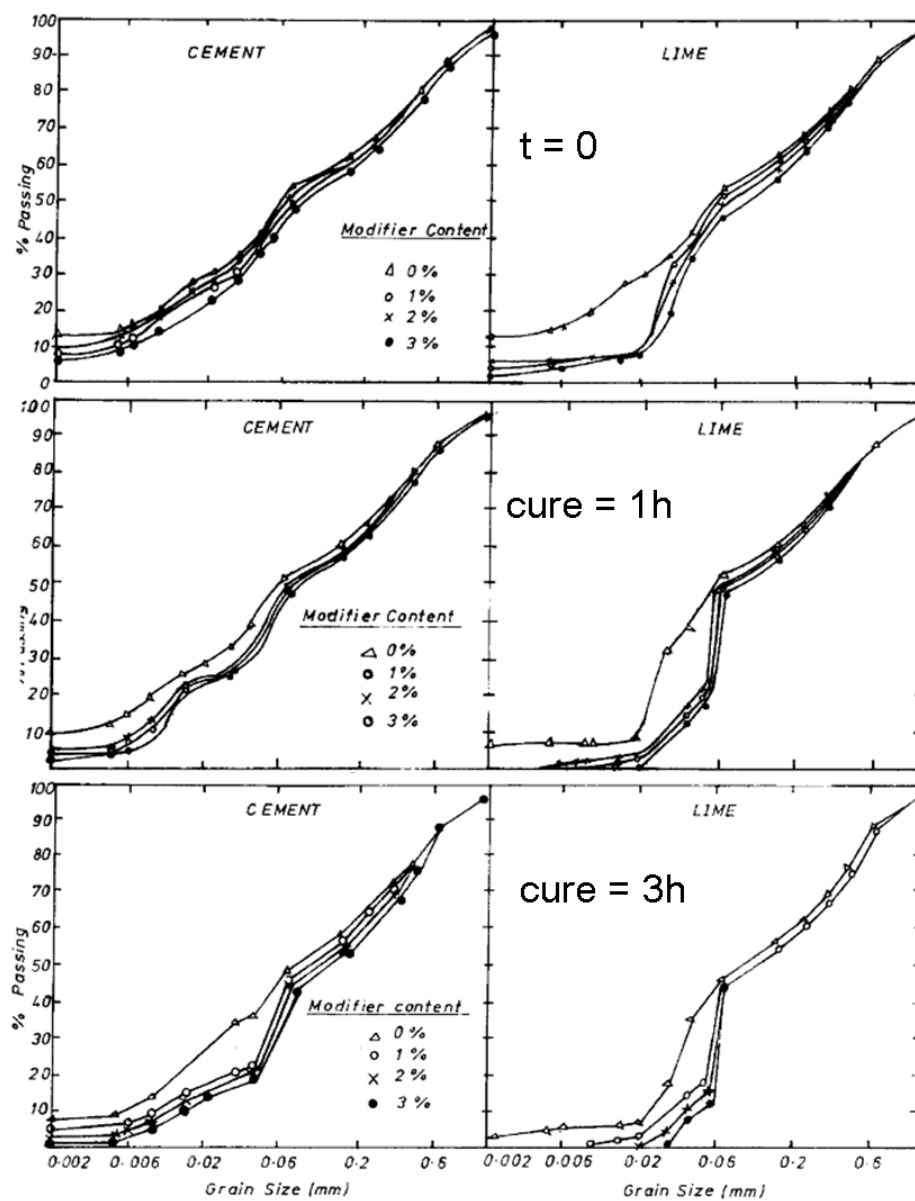 CEMENT
LIME
t = 0
% Passing
100
90
80
70
60
50
40
30
20
10
0
Modifier Content
0%
1%
2%
3%
CEMENT
LIME
cure = 1h
100
90
80
70
60
50
40
30
20
10
Modifier Content
0%
1%
2%
3%
CEMENT
LIME
cure = 3h
% Passing
100
90
80
70
60
50
40
30
20
10
Modifier content
0%
1%
2%
3%
0.002 0.006 0.02 0.06 0.2 0.6 0.002 0.006 0.02 0.06 0.2 0.6
Grain Size (mm) Grain Size (mm)